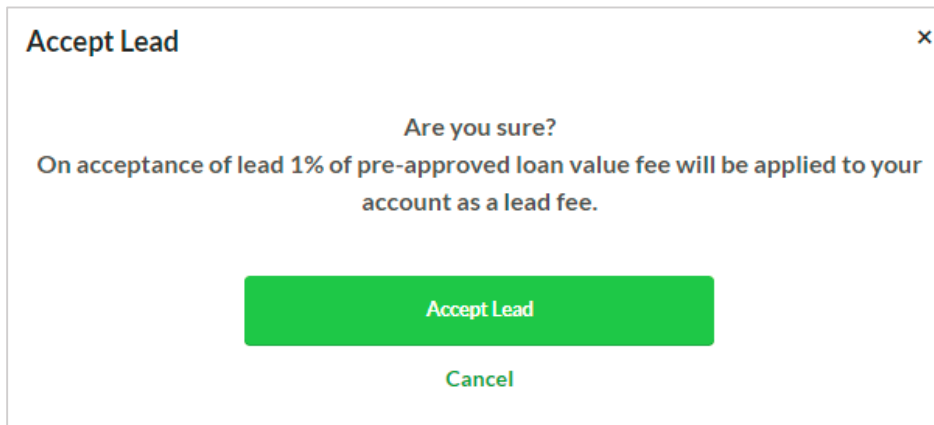 Accept Lead ×
Are you sure?
On acceptance of lead 1% of pre-approved loan value fee will be applied to your
account as a lead fee.
Accept Lead
Cancel